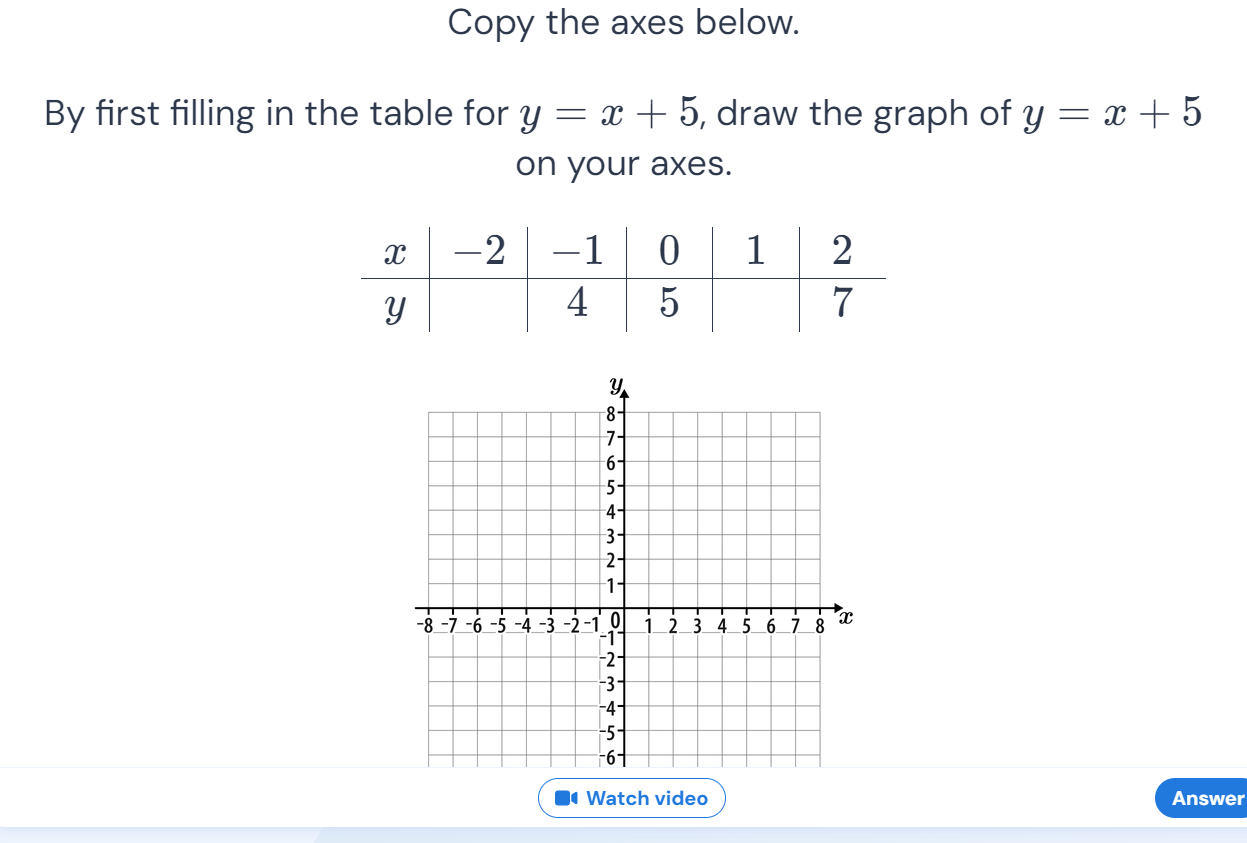 Copy the axes below.
By first filling in the table for y = x + 5, draw the graph of y = x + 5
on your axes.
x −2 −1 0 1 2
y 4 5 7
y
8
7
6
5
4
3
2
1
-8 -7 -6 -5 -4 -3 -2 -1 0 1 2 3 4 5 6 7 8 x
-1
-2
-3
-4
-5
-6
Watch video
Answer